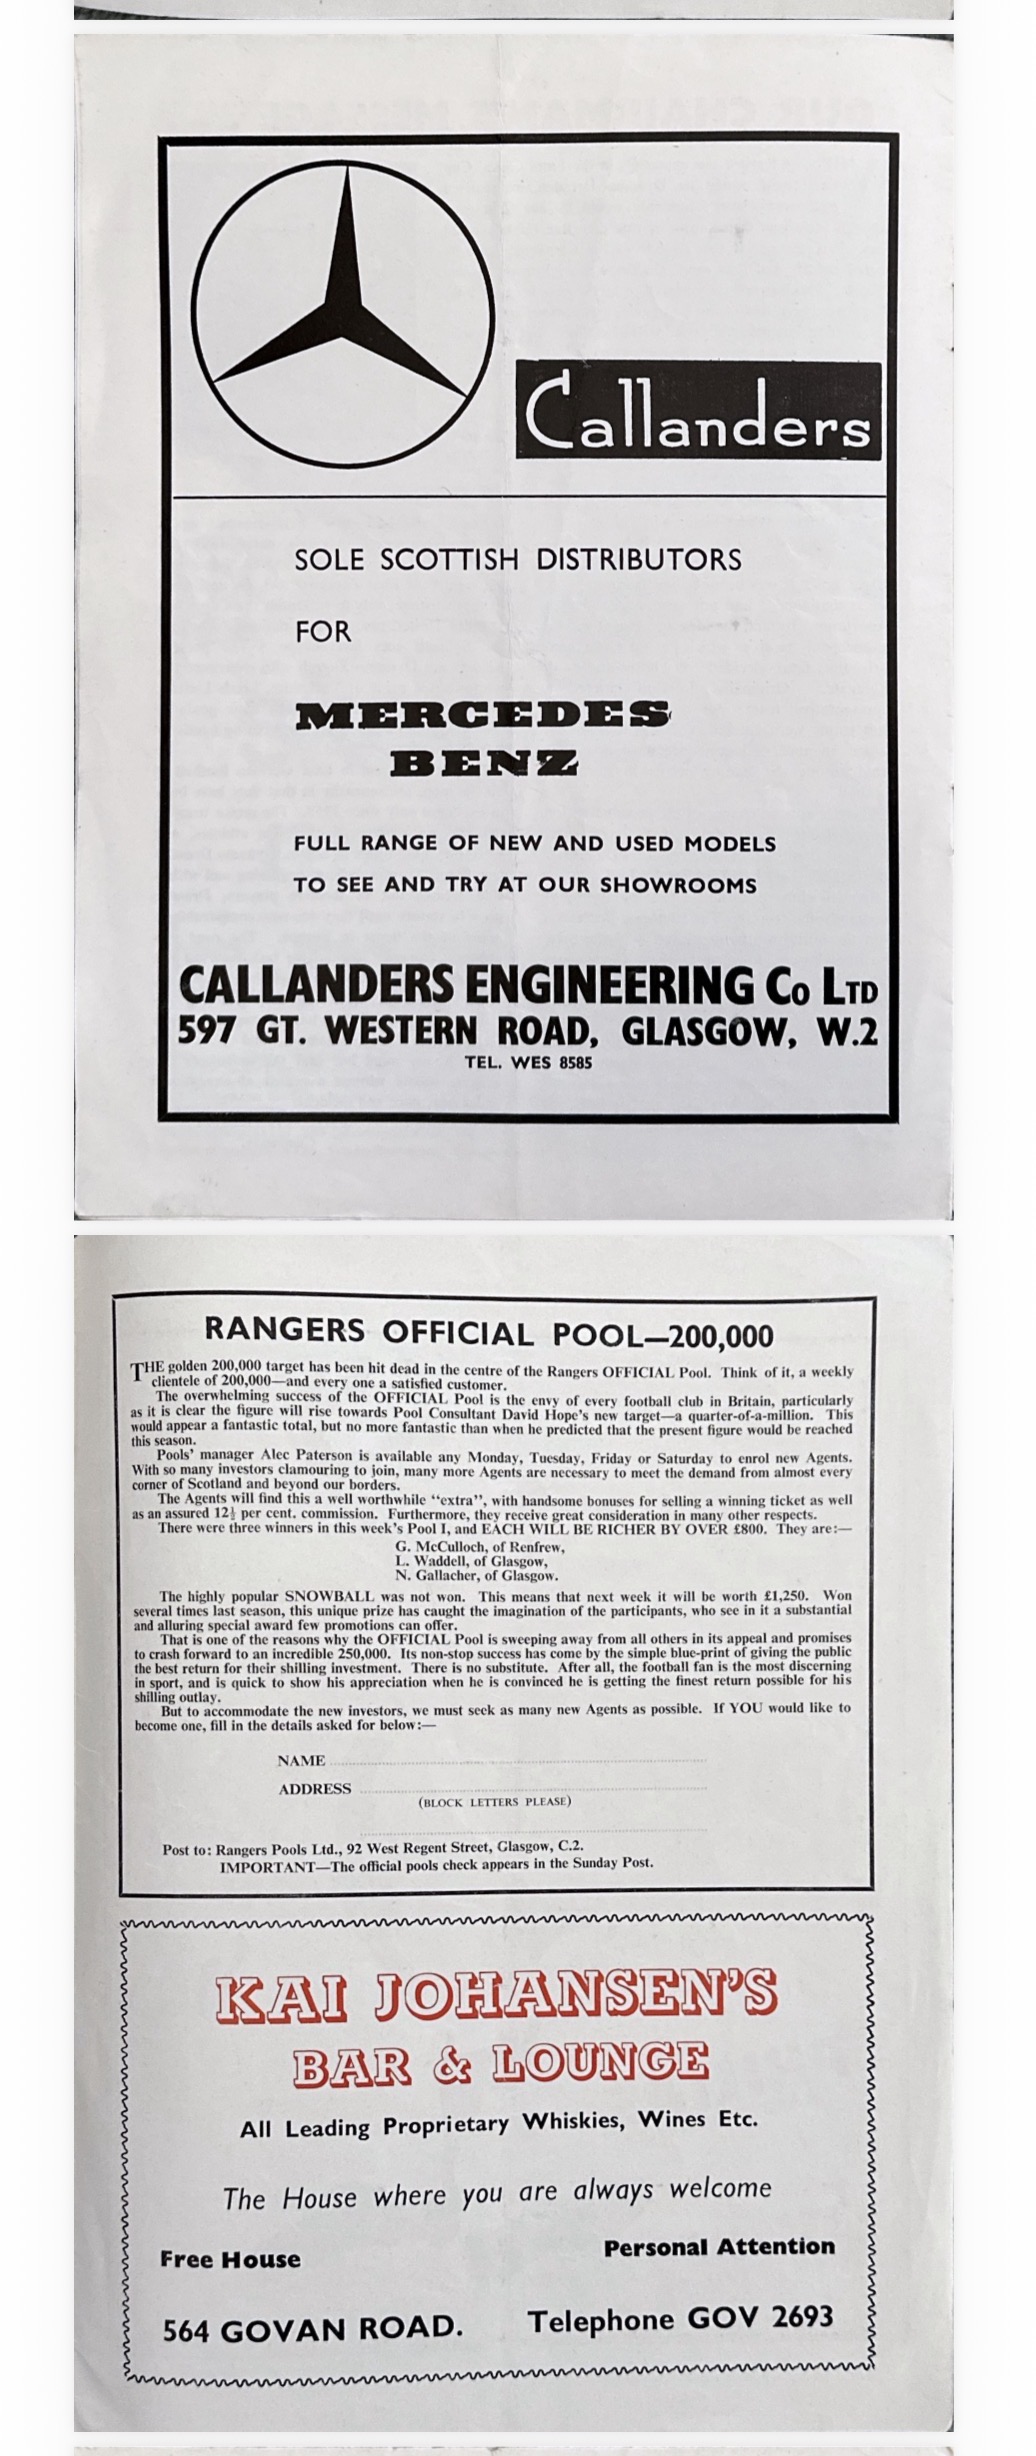 Callanders
SOLE SCOTTISH DISTRIBUTORS
FOR
MERCEDES
BENZ
FULL RANGE OF NEW AND USED MODELS
TO SEE AND TRY AT OUR SHOWROOMS
CALLANDERS ENGINEERING Co LTD
597 GT. WESTERN ROAD, GLASGOW, W.2
TEL. WES 8585
RANGERS OFFICIAL POOL—200,000
THE golden 200,000 target has been hit dead in the centre of the Rangers OFFICIAL Pool. Think of it, a weekly
clientele of 200,000—and every one a satisfied customer.
The overwhelming success of the OFFICIAL Pool is the envy of every football club in Britain, particularly
as it is clear the figure will rise towards Pool Consultant David Hope's new target—a quarter-of-a-million. This
would appear a fantastic total, but no more fantastic than when he predicted that the present figure would be reached
this season.
Pools' manager Alec Paterson is available any Monday, Tuesday, Friday or Saturday to enrol new Agents.
With so many investors clamouring to join, many more Agents are necessary to meet the demand from almost every
corner of Scotland and beyond our borders.
The Agents will find this a well worthwhile "extra", with handsome bonuses for selling a winning ticket as well
as an assured 12½ per cent. commission. Furthermore, they receive great consideration in many other respects.
There were three winners in this week's Pool I, and EACH WILL BE RICHER BY OVER £800. They are:—
G. McCulloch, of Renfrew,
L. Waddell, of Glasgow,
N. Gallacher, of Glasgow.
The highly popular SNOWBALL was not won. This means that next week it will be worth £1,250. Won
several times last season, this unique prize has caught the imagination of the participants, who see in it a substantial
and alluring special award few promotions can offer.
That is one of the reasons why the OFFICIAL Pool is sweeping away from all others in its appeal and promises
to crash forward to an incredible 250,000. Its non-stop success has come by the simple blue-print of giving the public
the best return for their shilling investment. There is no substitute. After all, the football fan is the most discerning
in sport, and is quick to show his appreciation when he is convinced he is getting the finest return possible for his
shilling outlay.
But to accommodate the new investors, we must seek as many new Agents as possible. If YOU would like to
become one, fill in the details asked for below:—
NAME
ADDRESS
(BLOCK LETTERS PLEASE)
Post to: Rangers Pools Ltd., 92 West Regent Street, Glasgow, C.2.
IMPORTANT—The official pools check appears in the Sunday Post.
KAI JOHANSEN'S
BAR & LOUNGE
All Leading Proprietary Whiskies, Wines Etc.
The House where you are always welcome
Free House Personal Attention
564 GOVAN ROAD. Telephone GOV 2693